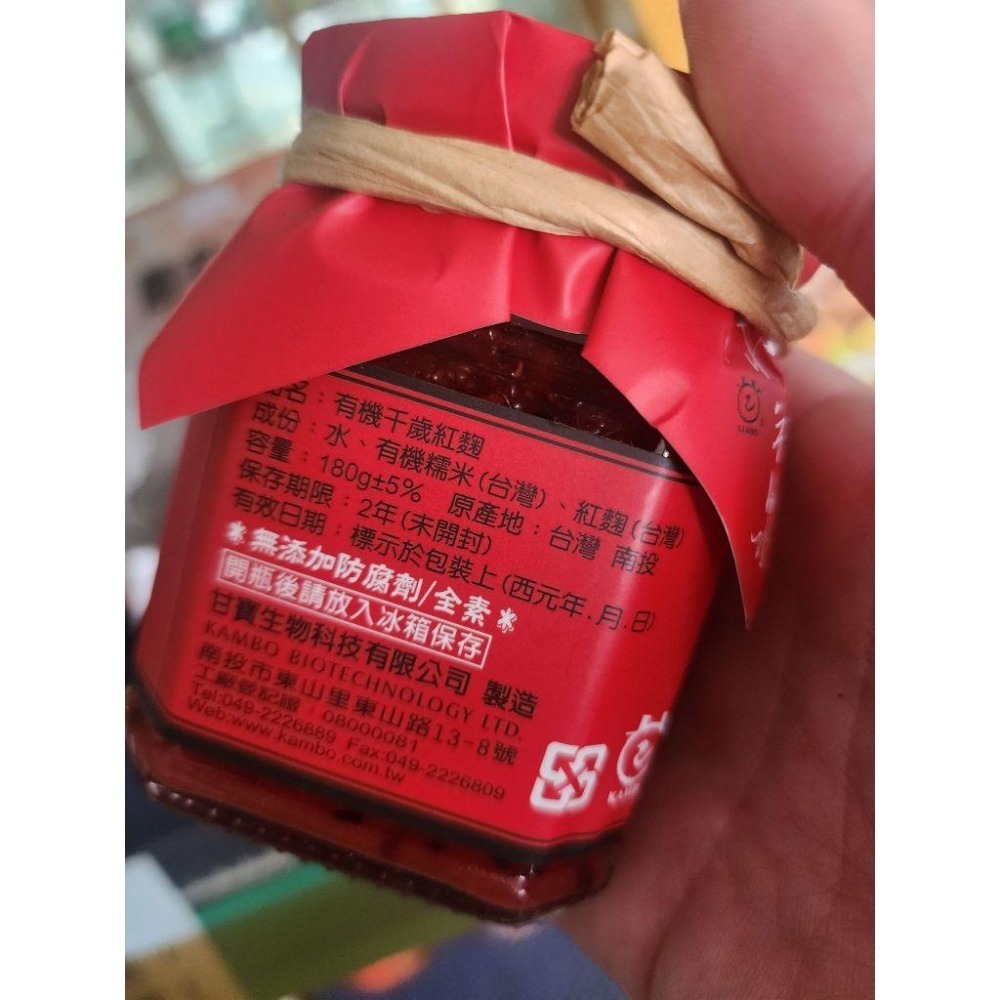 名：有機千歲紅麴
成份：水、有機糯米(台灣)、紅麴(台灣)
容量：180g±5% 原產地：台灣 南投
保存期限：2年(未開封)
有效日期：標示於包裝上(西元年.月.日)
*無添加防腐劑/全素*
開瓶後請放入冰箱保存
甘寶生物科技有限公司 製造
KAMBO BIOTECHNOLOGY LTD.
南投市東山里東山路13-8號
工廠登記證：08000081
Tel:049-2226889 Fax:049-2226809
Web:www.kambo.com.tw
KAMBO